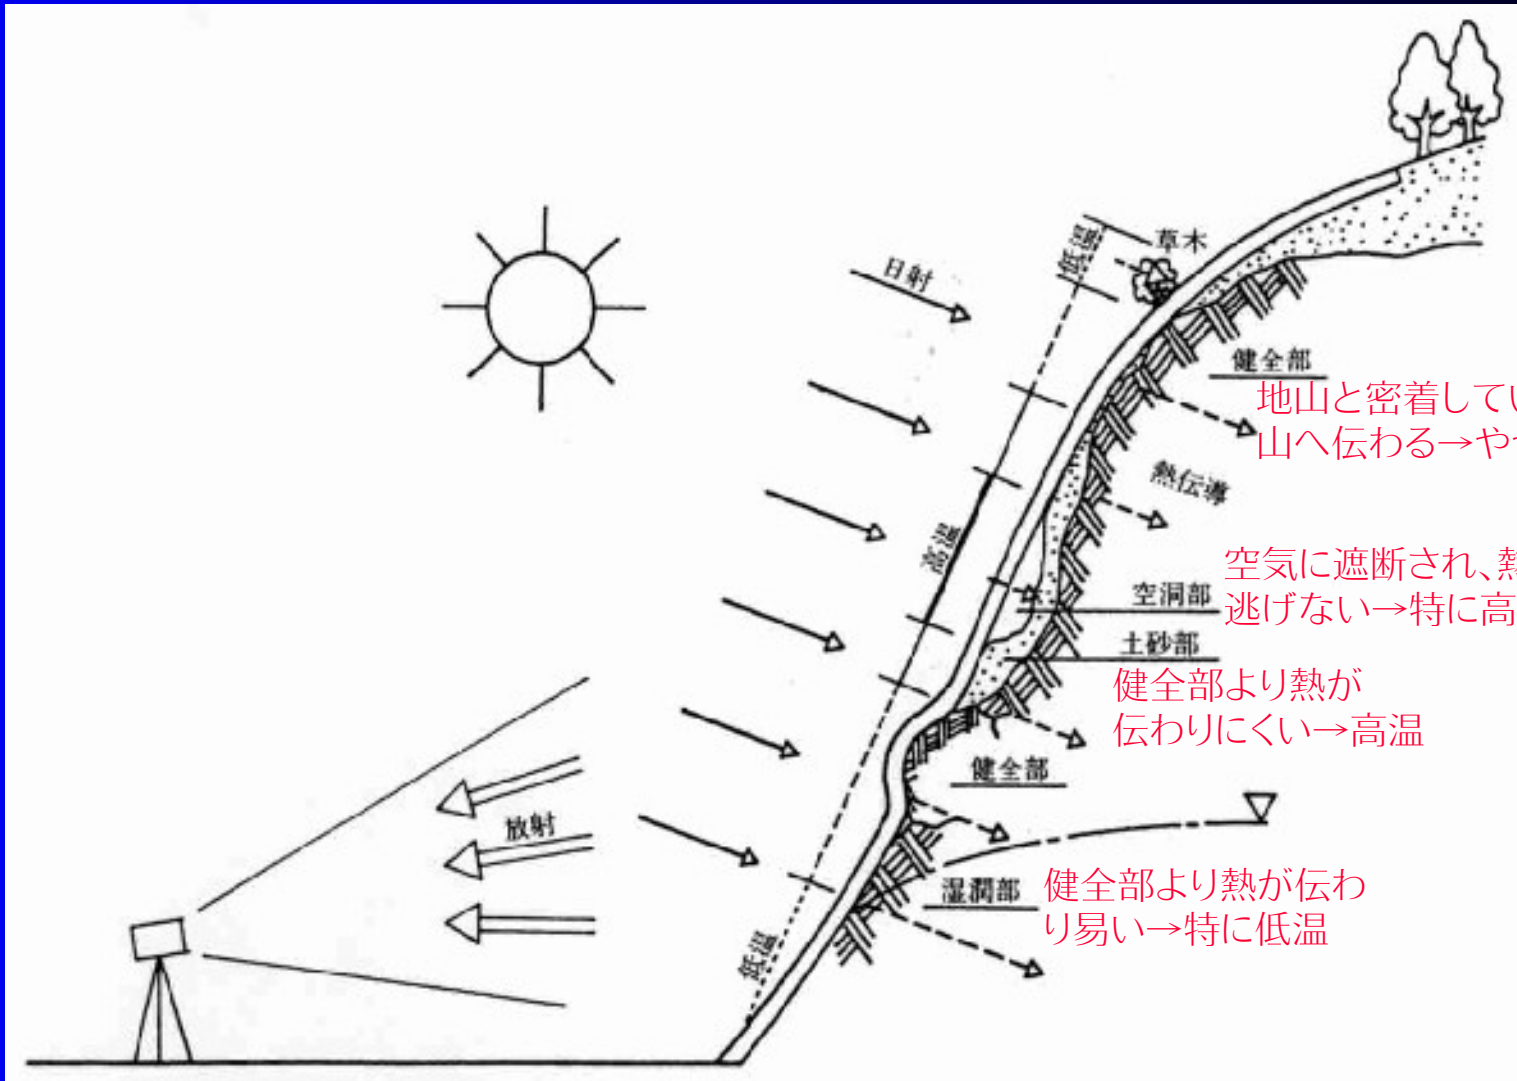 日射
低温
草木
健全部
地山と密着してい
山へ伝わる→やや
熱伝導
高温
空気に遮断され、熱
逃げない→特に高
空洞部
土砂部
健全部より熱が
伝わりにくい→高温
健全部
放射
湿潤部
健全部より熱が伝わ
り易い→特に低温
低温